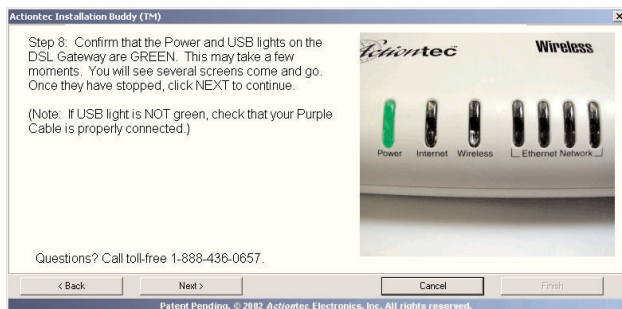 Actiontec Installation Buddy (TM)
Step 8: Confirm that the Power and USB lights on the
DSL Gateway are GREEN. This may take a few
moments. You will see several screens come and go.
Once they have stopped, click NEXT to continue.
(Note: If USB light is NOT green, check that your Purple
Cable is properly connected.)
Actiontec Wireless
Power Internet Wireless Ethernet Network
Questions? Call toll-free 1-888-436-0657.
< Back Next > Cancel Finish
Patent Pending, © 2002 Actiontec Electronics, Inc. All rights reserved.